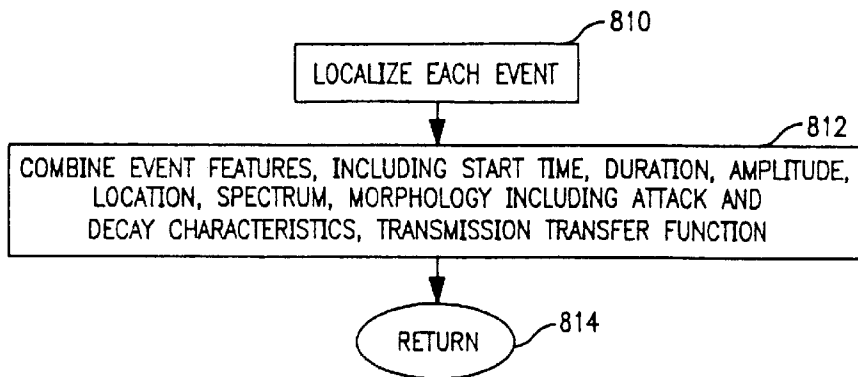 810
LOCALIZE EACH EVENT
812
COMBINE EVENT FEATURES, INCLUDING START TIME, DURATION, AMPLITUDE,
LOCATION, SPECTRUM, MORPHOLOGY INCLUDING ATTACK AND
DECAY CHARACTERISTICS, TRANSMISSION TRANSFER FUNCTION
RETURN
814